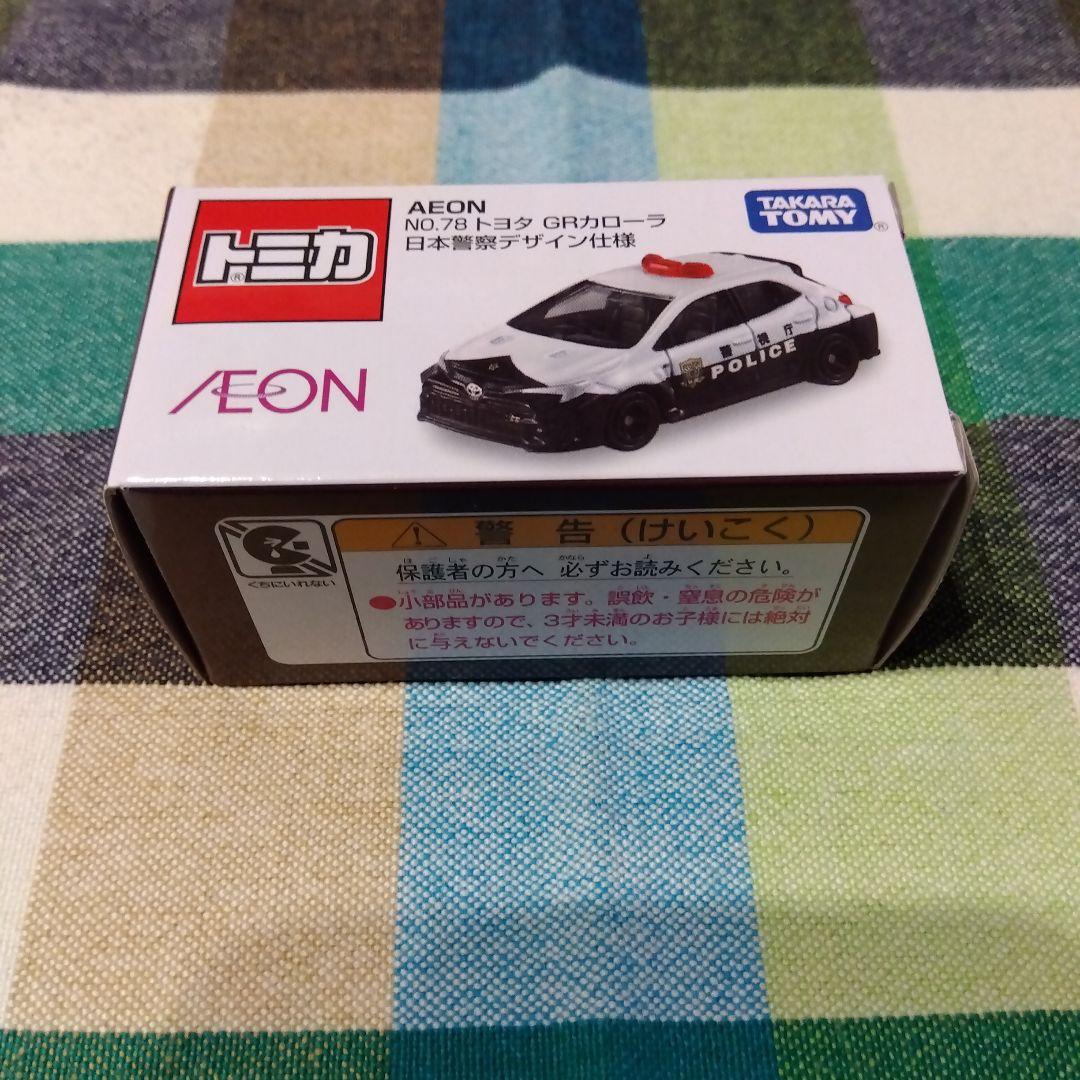 トミカ
AEON
NO.78 トヨタ GRカローラ
日本警察デザイン仕様
TAKARA
TOMY
AEON
警視庁
POLICE
くちにいれない
警 告（けいこく）
保護者の方へ 必ずお読みください。
●小部品があります。誤飲・窒息の危険が
ありますので、3才未満のお子様には絶対
に与えないでください。